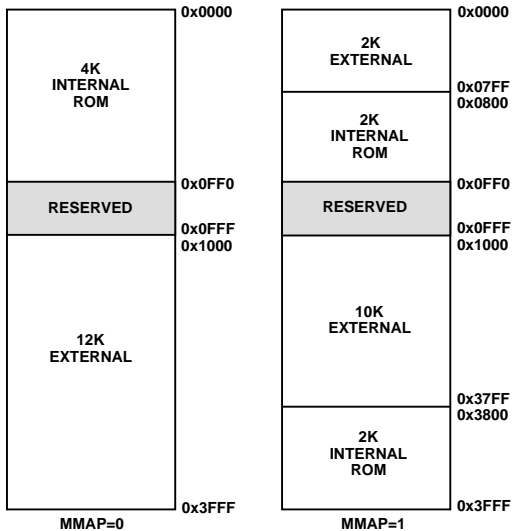 0x0000
4K
INTERNAL
ROM
0x0FF0
RESERVED
0x0FFF
0x1000
12K
EXTERNAL
0x3FFF
MMAP=0
0x0000
2K
EXTERNAL
0x07FF
0x0800
2K
INTERNAL
ROM
0x0FF0
RESERVED
0x0FFF
0x1000
10K
EXTERNAL
0x37FF
0x3800
2K
INTERNAL
ROM
0x3FFF
MMAP=1